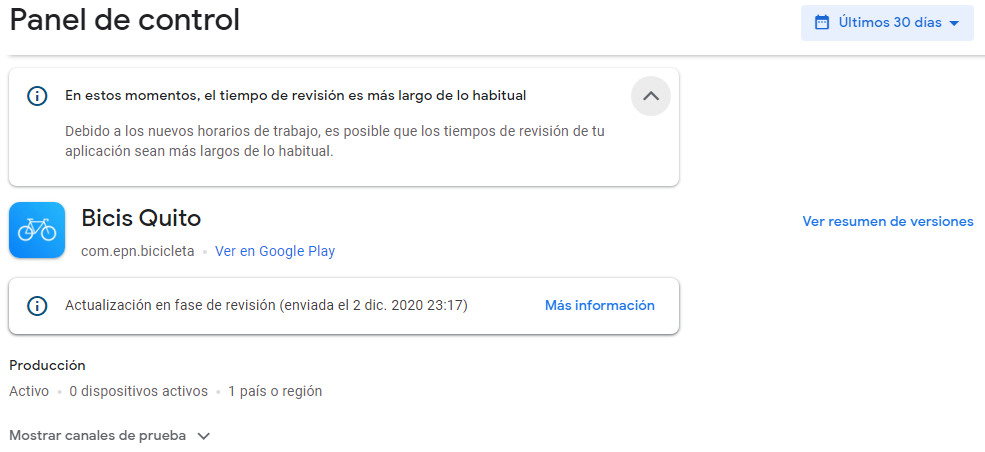 Panel de control
Últimos 30 días
En estos momentos, el tiempo de revisión es más largo de lo habitual
Debido a los nuevos horarios de trabajo, es posible que los tiempos de revisión de tu
aplicación sean más largos de lo habitual.
Bicis Quito
Ver resumen de versiones
com.epn.bicicleta • Ver en Google Play
Actualización en fase de revisión (enviada el 2 dic. 2020 23:17) Más información
Producción
Activo • 0 dispositivos activos • 1 país o región
Mostrar canales de prueba